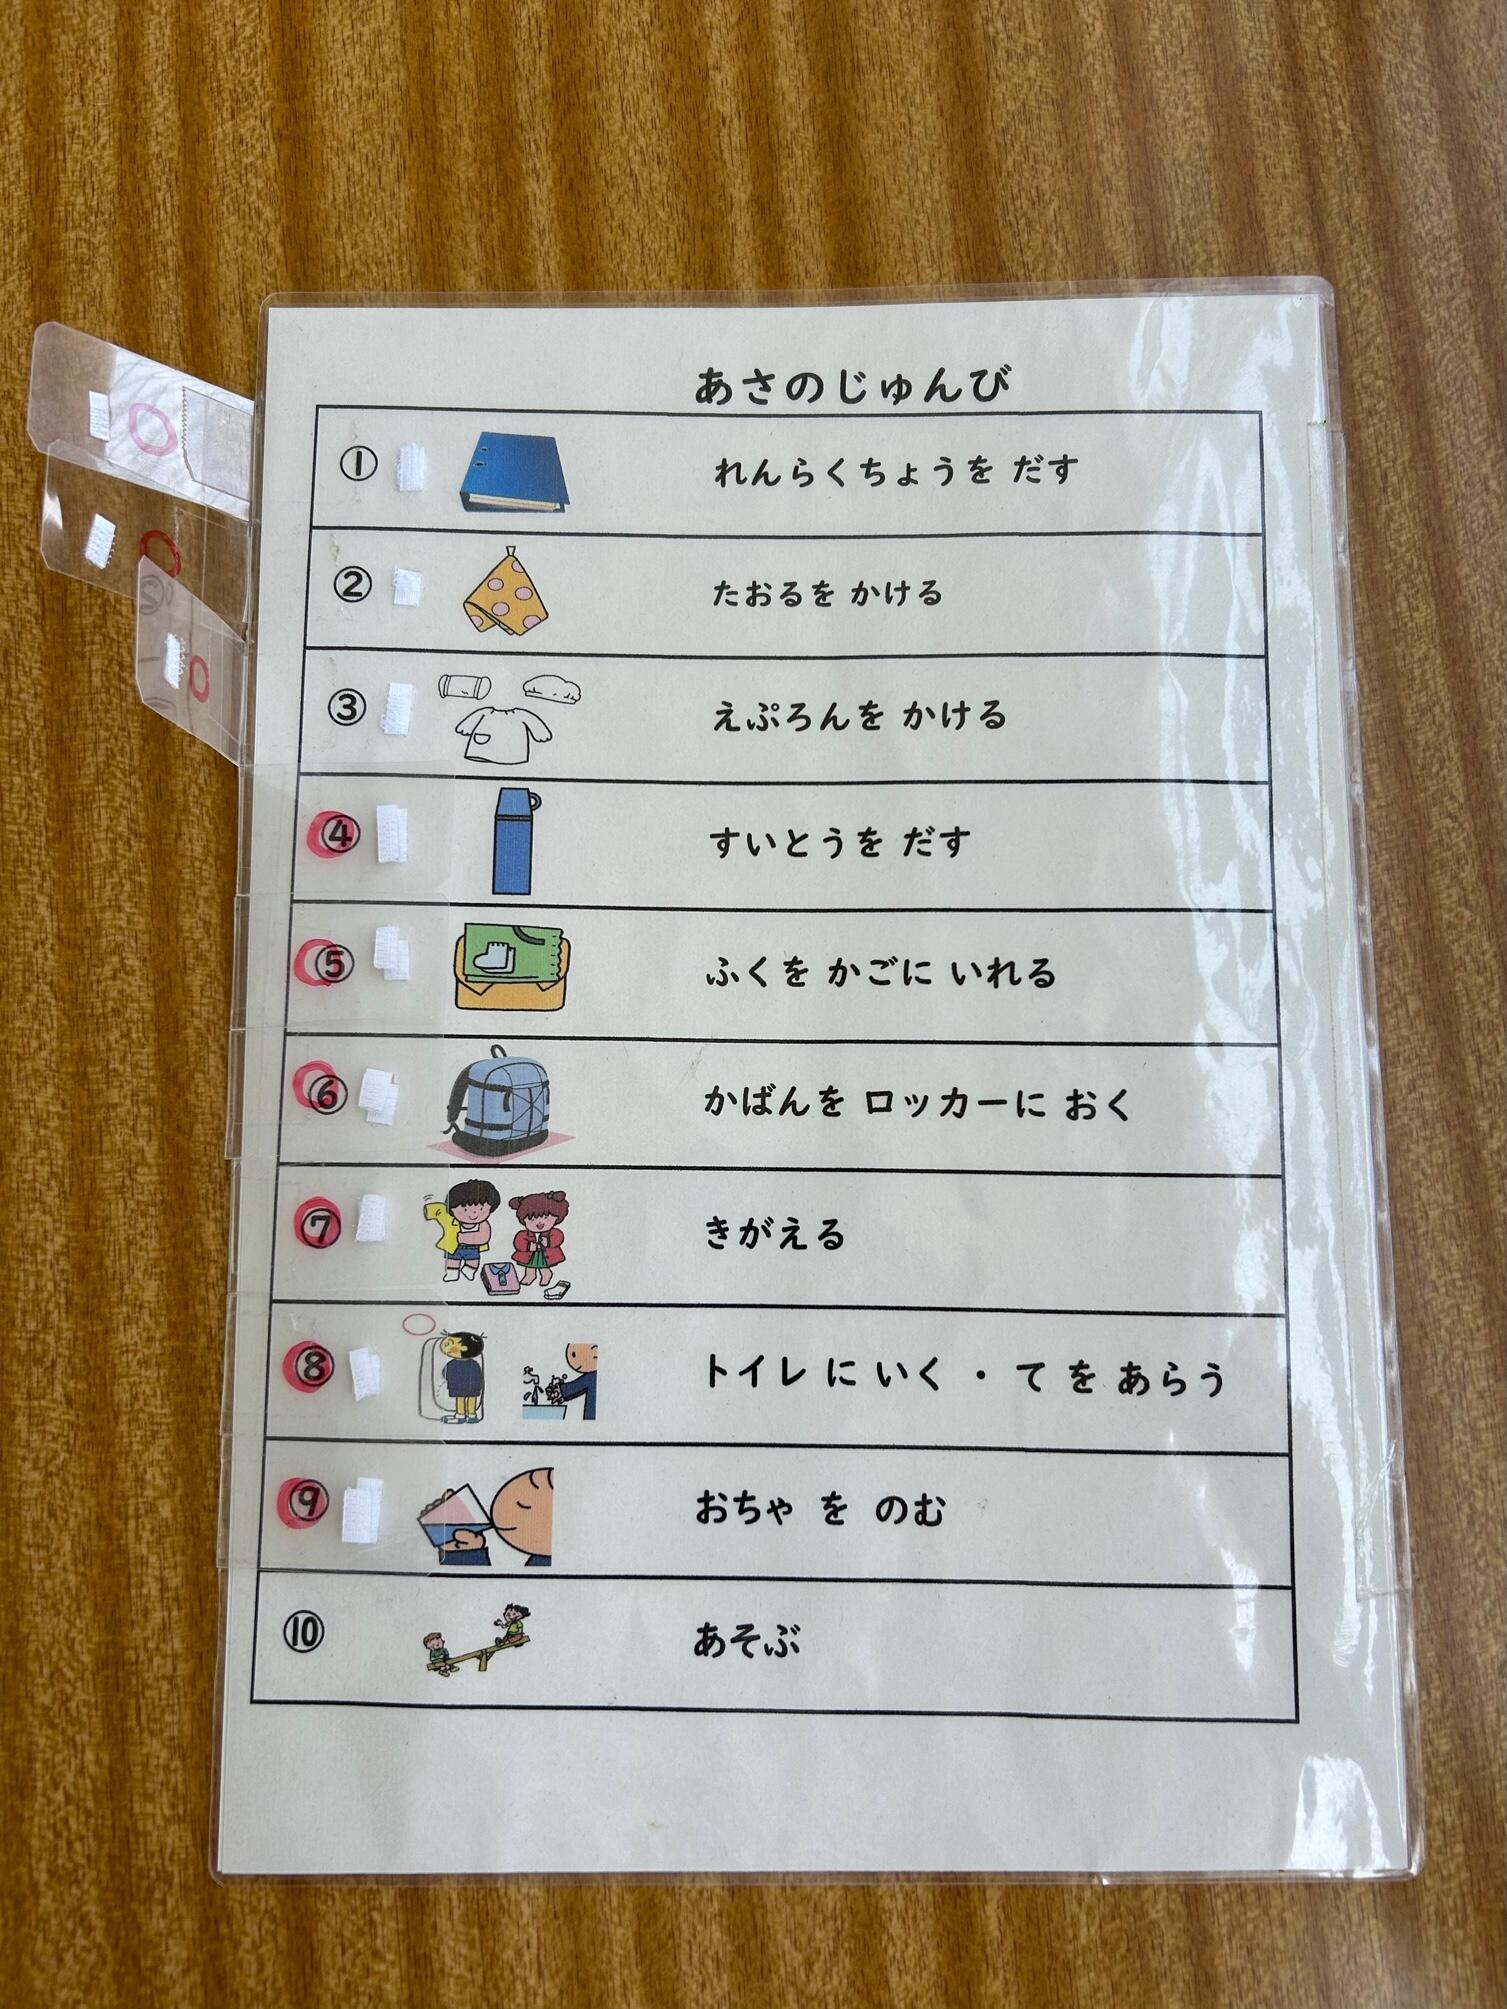 あさのじゅんび
① れんらくちょうを だす
② たおるを かける
③ えぷろんを かける
④ すいとうを だす
⑤ ふくを かごに いれる
⑥ かばんを ロッカーに おく
⑦ きがえる
⑧ トイレ に いく ・ て を あらう
⑨ おちゃ を のむ
⑩ あそぶ